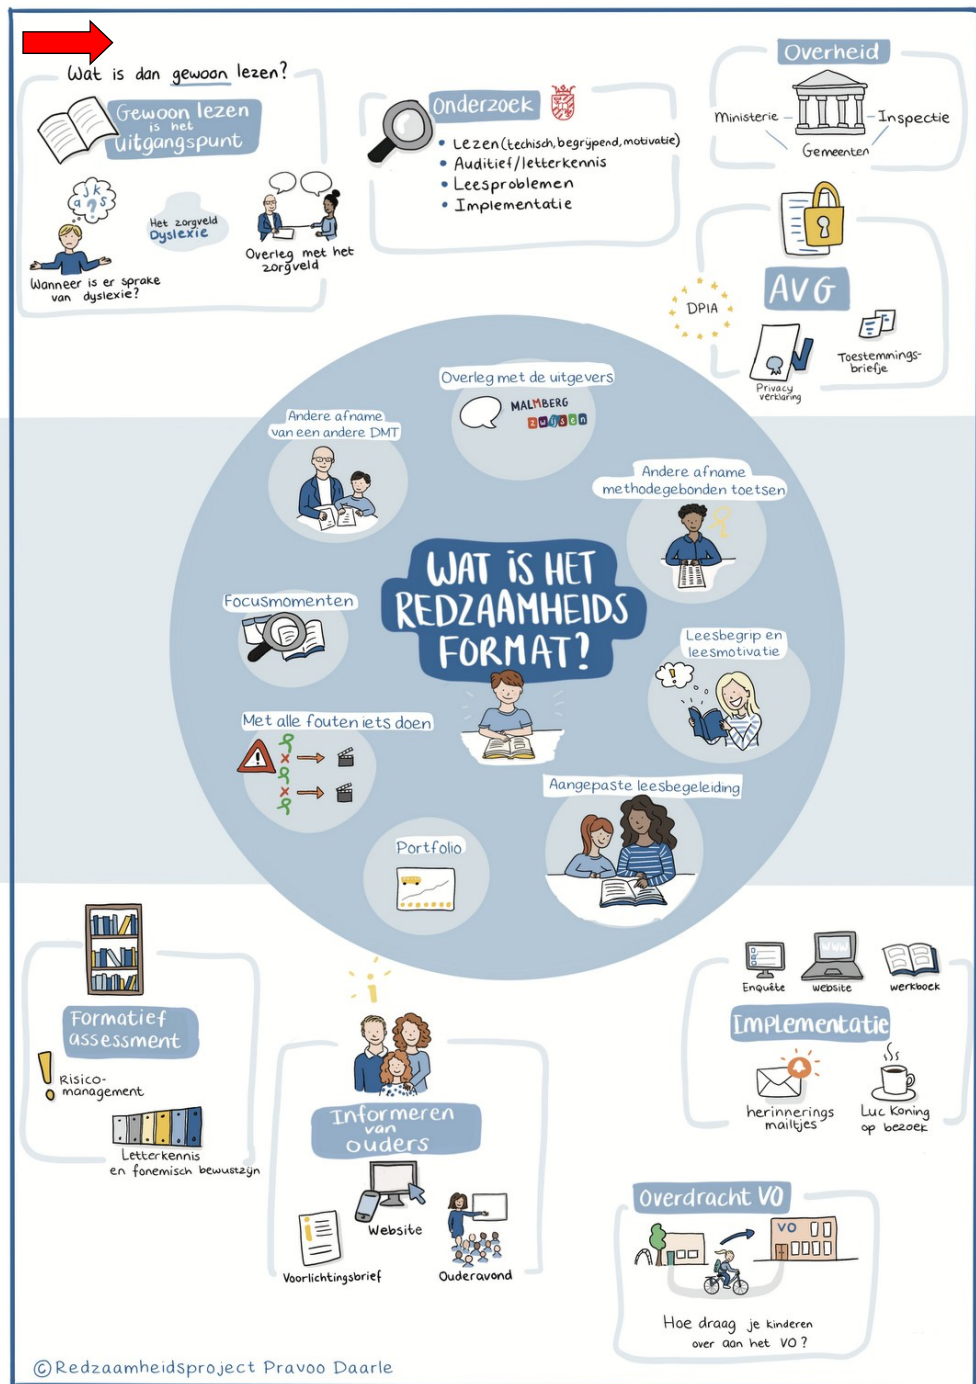 Wat is dan gewoon lezen?
Gewoon lezen
is het
uitgangspunt
a j k s ?
Wanneer is er sprake
van dyslexie?
Het zorgveld
Dyslexie
Overleg met het
zorgveld
Onderzoek
• Lezen (techisch, begrijpend, motivatie)
• Auditief/letterkennis
• Leesproblemen
• Implementatie
Overheid
Ministerie
Inspectie
Gemeenten
AVG
DPIA
Privacy
verklaring
Toestemmings-
briefje
Overleg met de uitgevers
MALMBERG
zwijsen
Andere afname
van een andere DMT
Andere afname
methodegebonden toetsen
WAT IS HET
REDZAAMHEIDS
FORMAT?
Focusmomenten
Leesbegrip en
leesmotivatie
Met alle fouten iets doen
Aangepaste leesbegeleiding
Portfolio
Formatief
assessment
Risico-
management
Letterkennis
en fonemisch bewustzijn
Informeren
van
ouders
Website
Voorlichtingsbrief
Ouderavond
www
Enquête
website
werkboek
Implementatie
herinnerings
mailtjes
Luc Koning
op bezoek
Overdracht VO
VO
Hoe draag je kinderen
over aan het VO?
© Redzaamheidsproject Pravoo Daarle